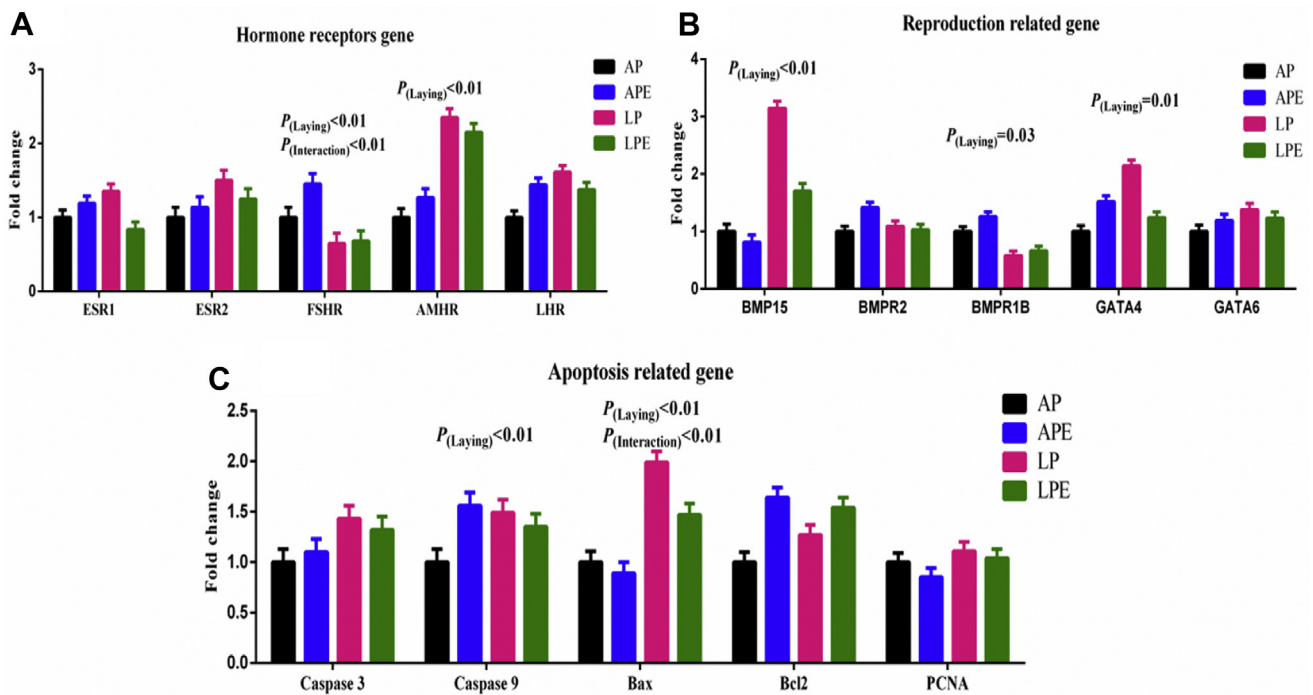 A
Hormone receptors gene
3
2
1
0
Fold change
P(Laying)<0.01
P(Interaction)<0.01
P(Laying)<0.01
AP
APE
LP
LPE
ESR1 ESR2 FSHR AMHR LHR
B
Reproduction related gene
4
3
2
1
0
Fold change
P(Laying)<0.01
P(Laying)=0.03
P(Laying)=0.01
AP
APE
LP
LPE
BMP15 BMPR2 BMPR1B GATA4 GATA6
C
Apoptosis related gene
2.5
2.0
1.5
1.0
0.5
0.0
Fold change
P(Laying)<0.01
P(Laying)<0.01
P(Interaction)<0.01
AP
APE
LP
LPE
Caspase 3 Caspase 9 Bax Bcl2 PCNA